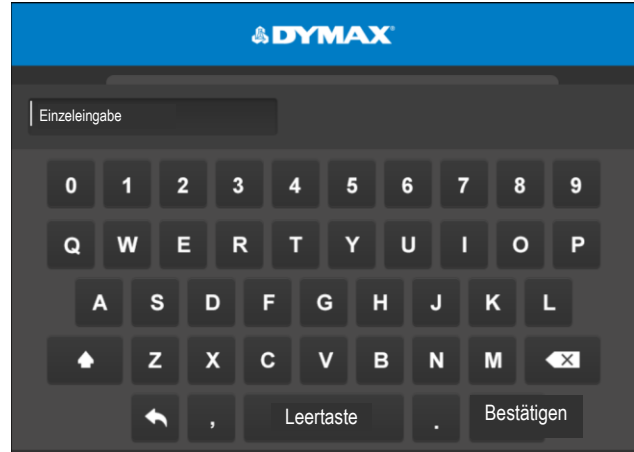 DYMAX
Einzeleingabe
0 1 2 3 4 5 6 7 8 9
Q W E R T Y U I O P
A S D F G H J K L
Z X C V B N M
, Leertaste . Bestätigen